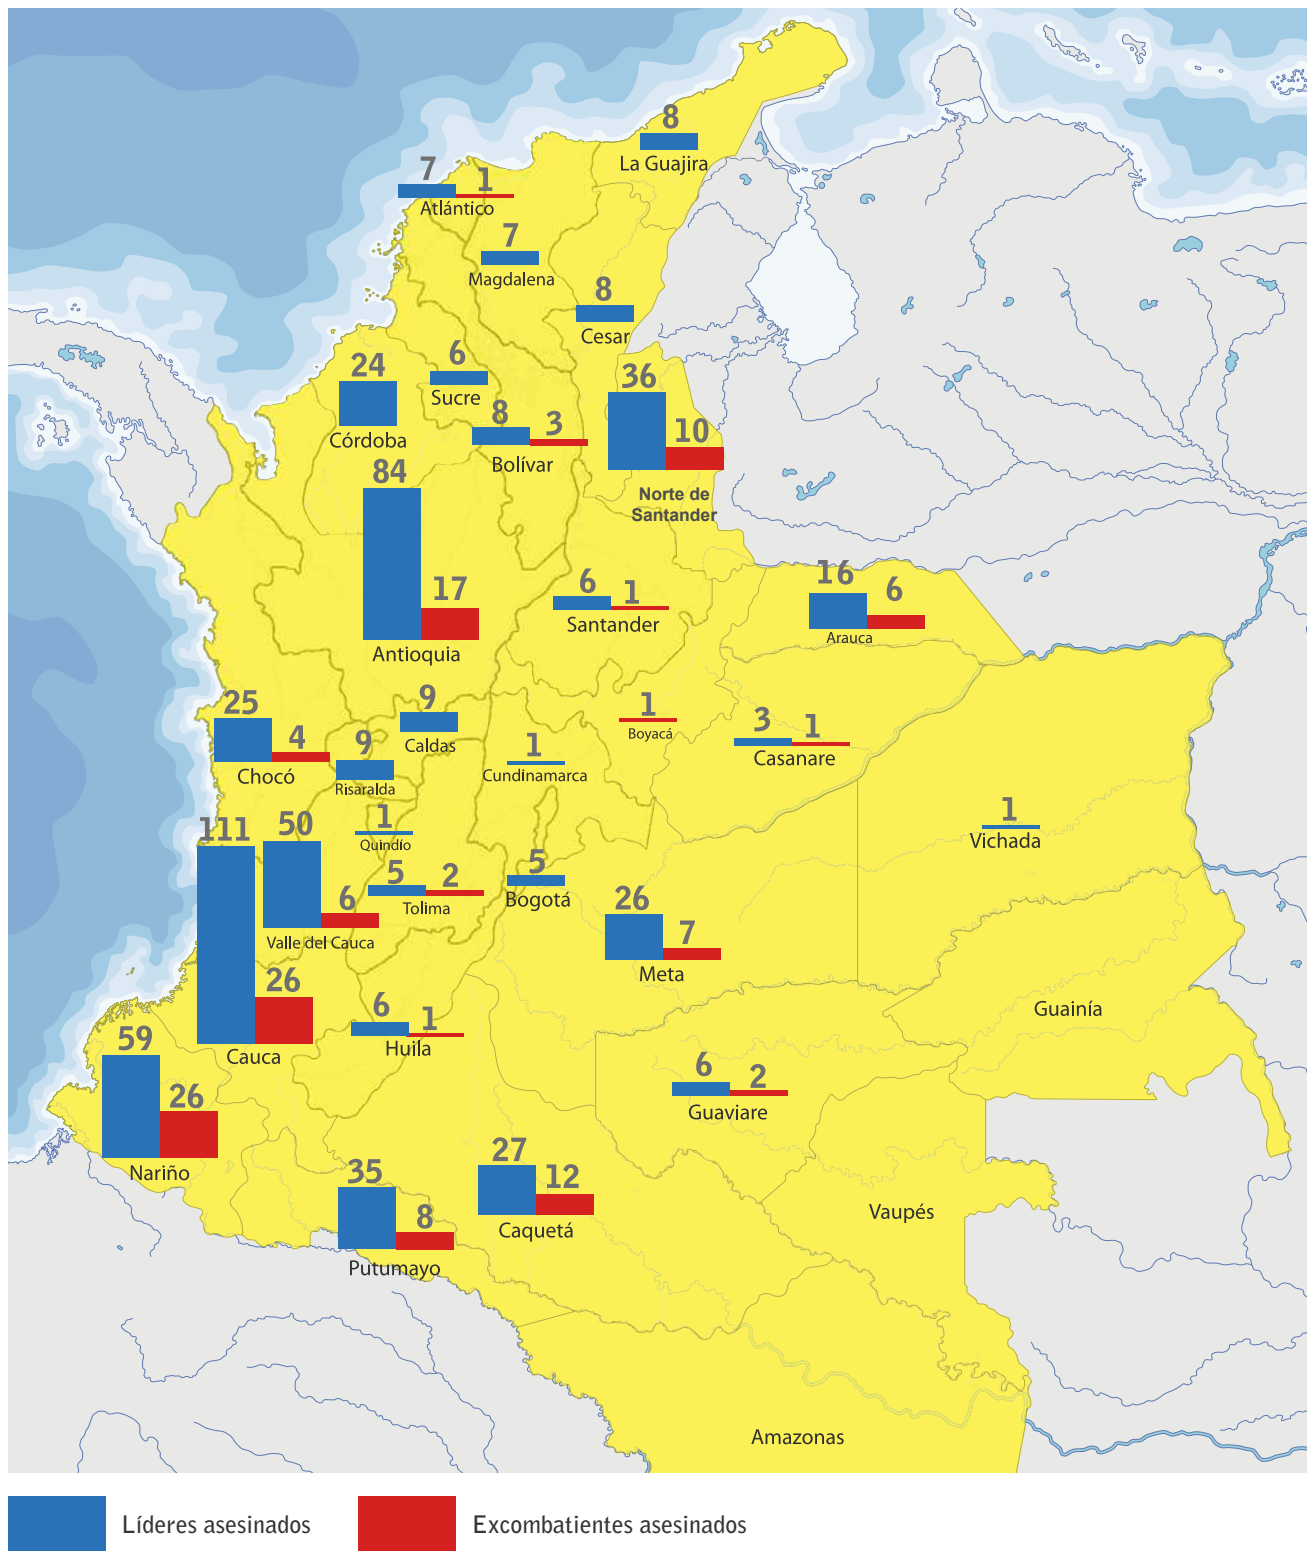 8
La Guajira
7
1
Atlántico
7
Magdalena
8
Cesar
24
Córdoba
6
Sucre
8
3
Bolívar
36
10
Norte de
Santander
84
17
Antioquia
6
1
Santander
16
6
Arauca
25
4
Chocó
9
Caldas
9
Risaralda
1
Cundinamarca
1
Boyacá
3
1
Casanare
1
Vichada
1
Quindío
111
26
Cauca
50
6
Valle del Cauca
5
2
Tolima
5
Bogotá
26
7
Meta
Guainía
6
1
Huila
59
26
Nariño
6
2
Guaviare
35
8
Putumayo
27
12
Caquetá
Vaupés
Amazonas
Líderes asesinados
Excombatientes asesinados